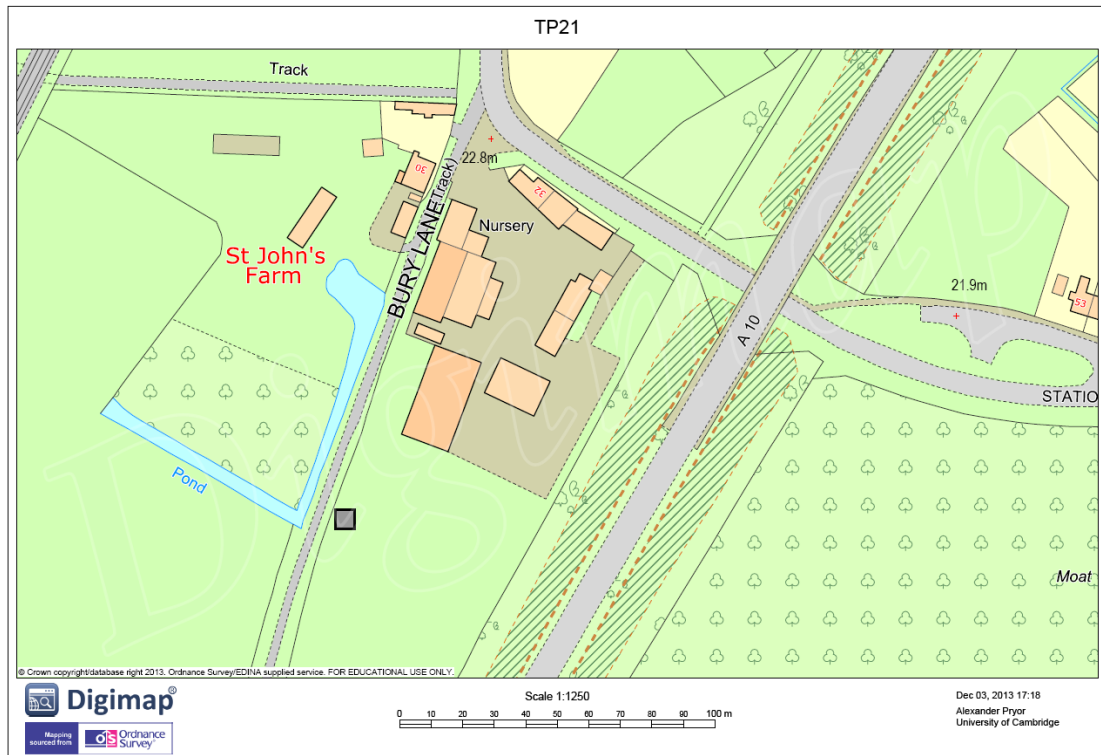 TP21
Track
22.8m
30
32
(Track)
BURY LANE
Nursery
St John's
Farm
21.9m
53
A 10
STATIO
Pond
Moat
Digimap
© Crown copyright/database right 2013. Ordnance Survey/EDINA supplied service. FOR EDUCATIONAL USE ONLY.
Digimap®
Mapping
sourced from
OS Ordnance
Survey®
Scale 1:1250
0 10 20 30 40 50 60 70 80 100 m
Dec 03, 2013 17:18
Alexander Pryor
University of Cambridge